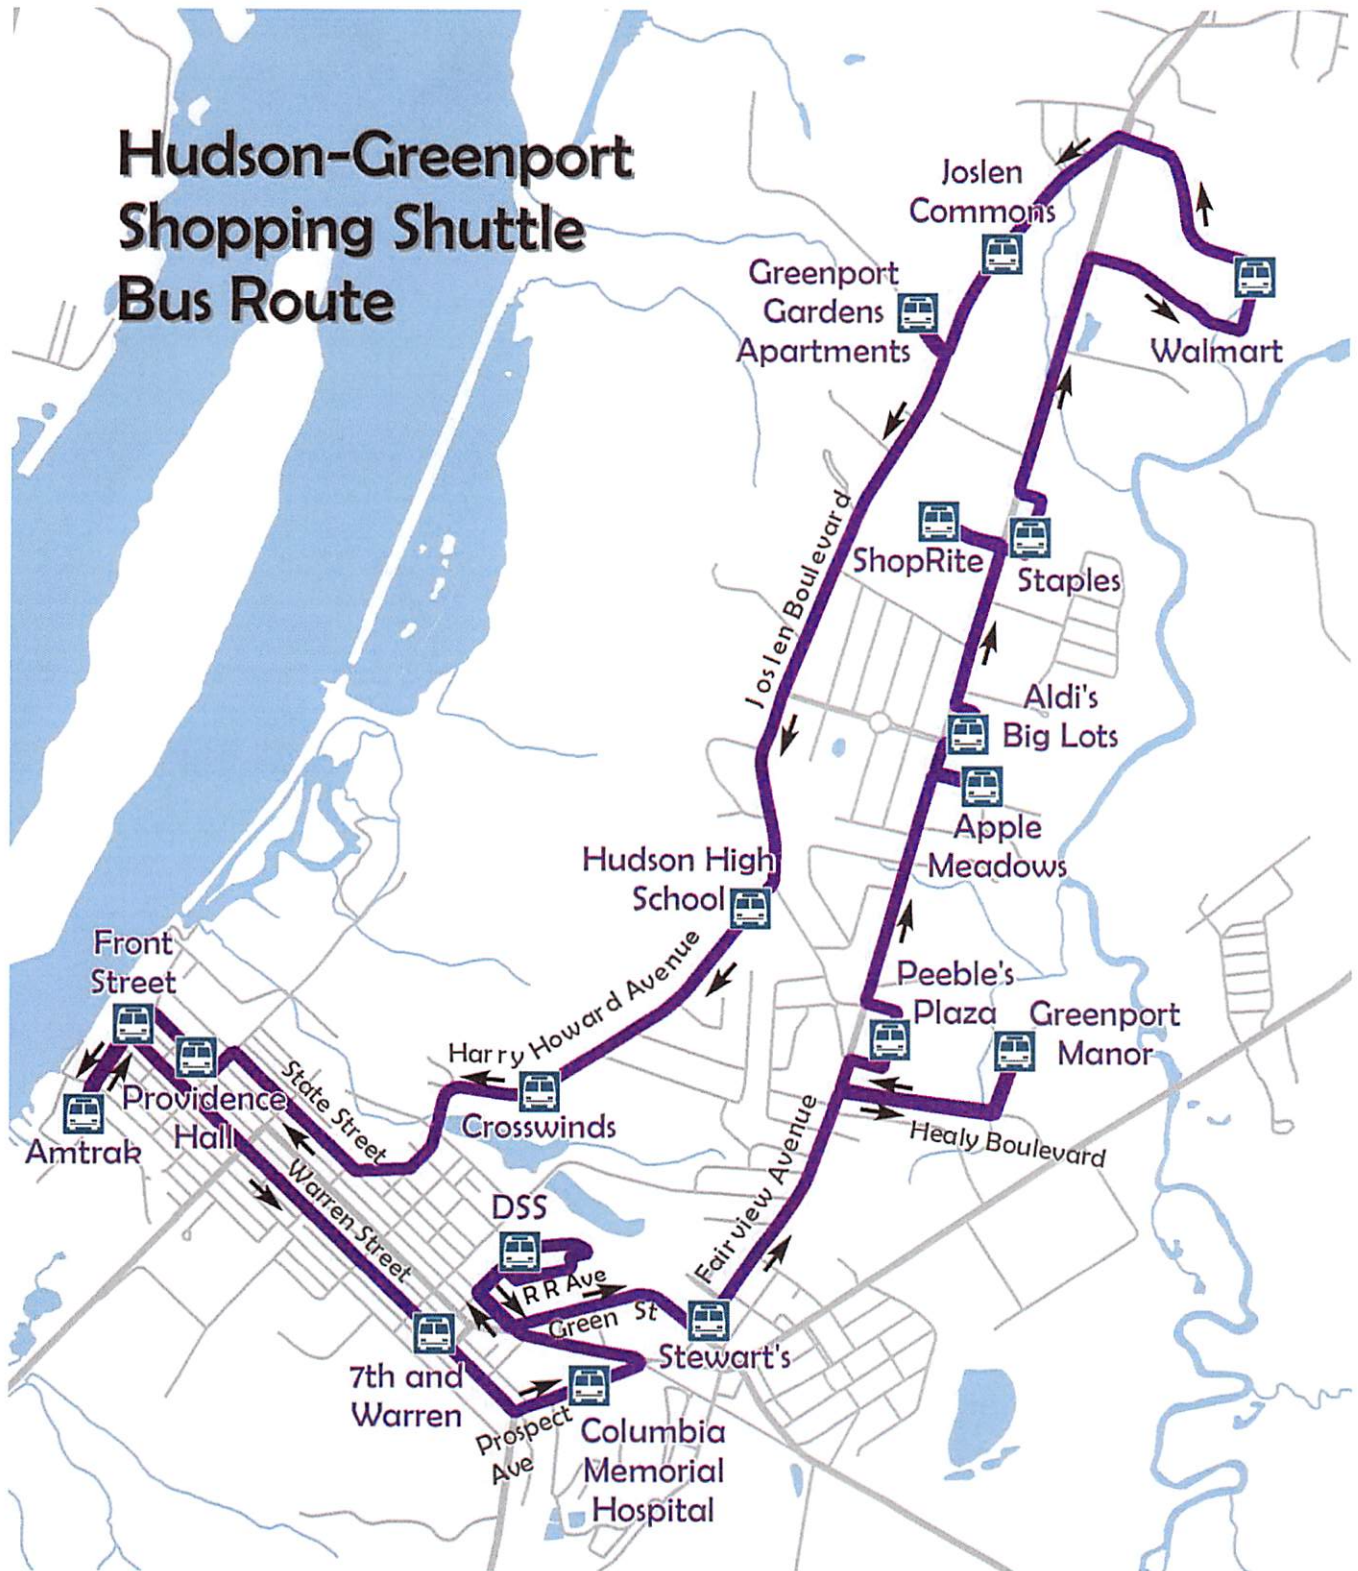 Hudson-Greenport
Shopping Shuttle
Bus Route
Joslen
Commons
Greenport
Gardens
Apartments
Walmart
Joslen Boulevard
ShopRite
Staples
Aldi's
Big Lots
Apple
Meadows
Hudson High
School
Harry Howard Avenue
Peeble's
Plaza
Greenport
Manor
Front
Street
Providence
Hall
Amtrak
State Street
Crosswinds
Healy Boulevard
Fairview Avenue
Warren Street
DSS
R R Ave
Green St
Stewart's
7th and
Warren
Prospect
Ave
Columbia
Memorial
Hospital